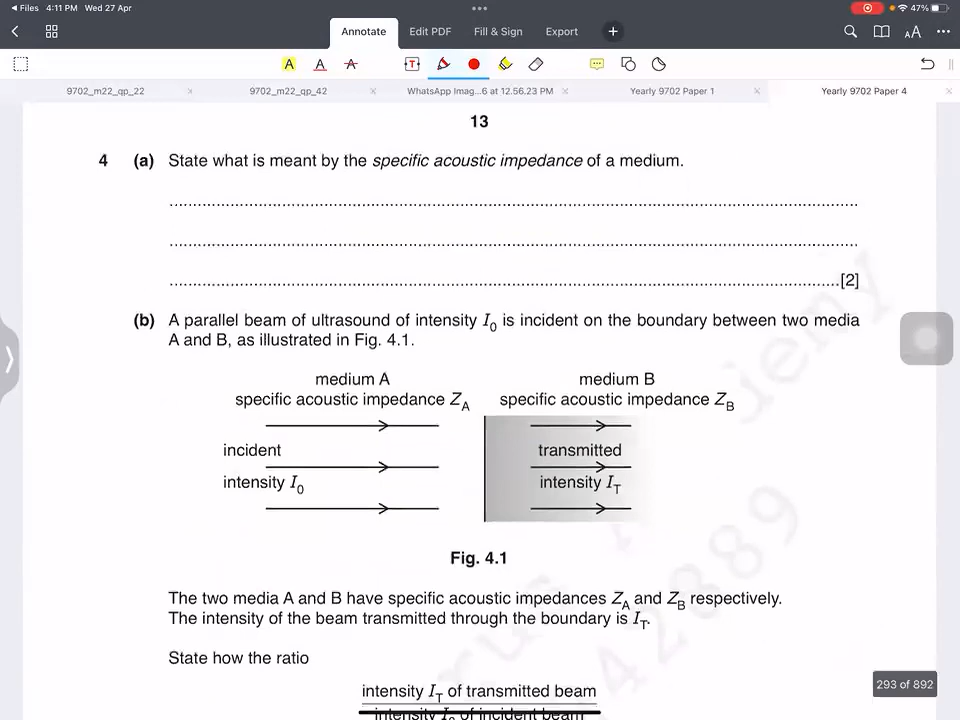 Files 4:11 PM Wed 27 Apr 47%
Annotate Edit PDF Fill & Sign Export
A A A T AA
9702_m22_qp_22 9702_m22_qp_42 WhatsApp Imag...6 at 12.56.23 PM Yearly 9702 Paper 1 Yearly 9702 Paper 4
13
4 (a) State what is meant by the specific acoustic impedance of a medium.
[2]
(b) A parallel beam of ultrasound of intensity I0 is incident on the boundary between two media
A and B, as illustrated in Fig. 4.1.
medium A medium B
specific acoustic impedance ZA specific acoustic impedance ZB
incident transmitted
intensity I0 intensity IT
Fig. 4.1
The two media A and B have specific acoustic impedances ZA and ZB respectively.
The intensity of the beam transmitted through the boundary is IT.
State how the ratio
intensity IT of transmitted beam
intensity I0 of incident beam
293 of 892